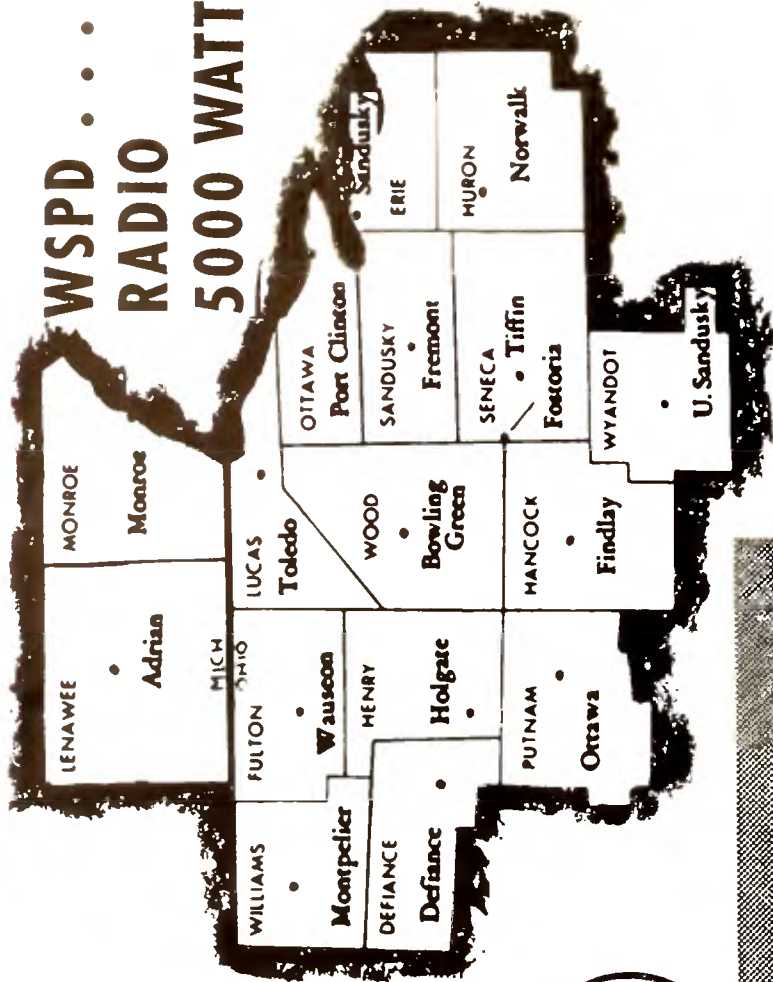 WSPD . . . .
RADIO
5000 WATT
LENAWEE
Adrian
MONROE
Monroe
MICH
OHIO
WILLIAMS
Montpelier
FULTON
Wauseon
LUCAS
Toledo
OTTAWA
Port Clinton
Sandusky
ERIE
DEFIANCE
Defiance
HENRY
Holgate
WOOD
Bowling
Green
SANDUSKY
Fremont
HURON
Norwalk
SENECA
Tiffin
Fostoria
PUTNAM
Ottawa
HANCOCK
Findlay
WYANDOT
U. Sandusky